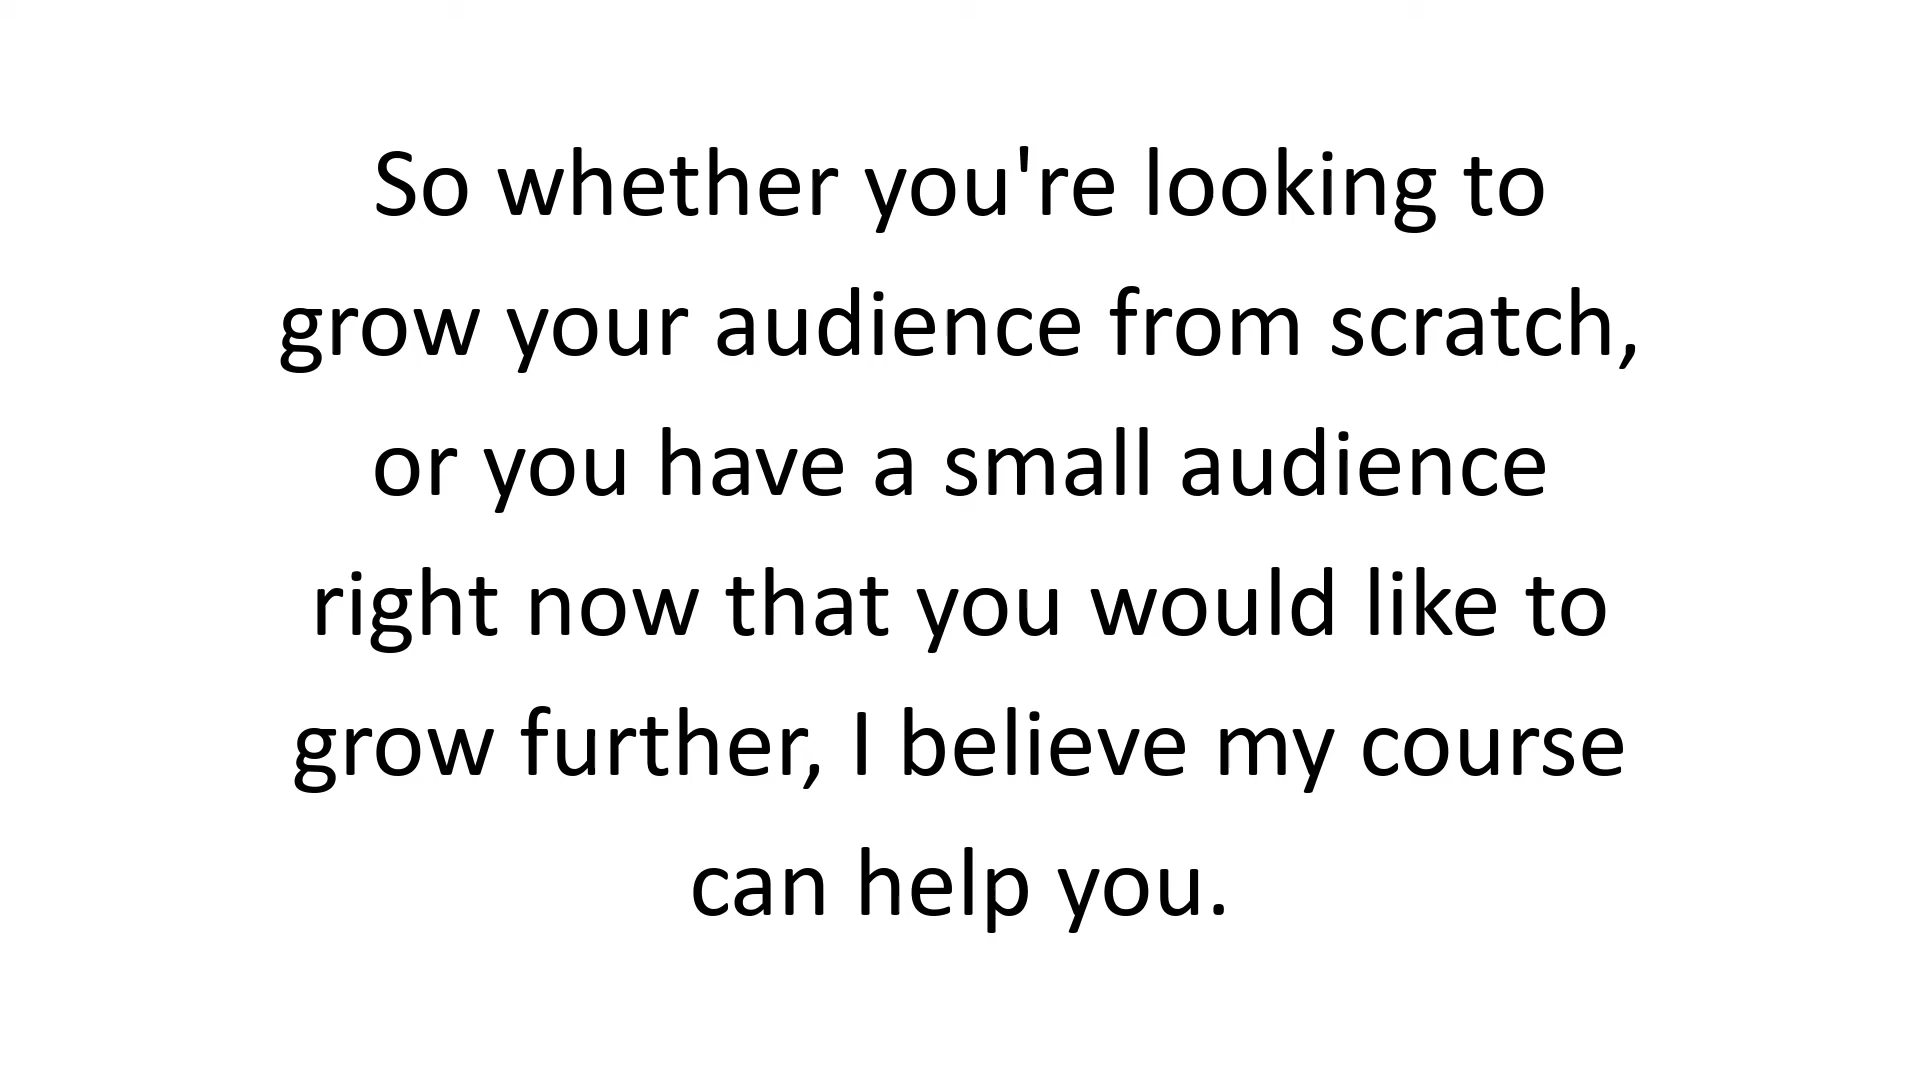 So whether you're looking to
grow your audience from scratch,
or you have a small audience
right now that you would like to
grow further, I believe my course
can help you.